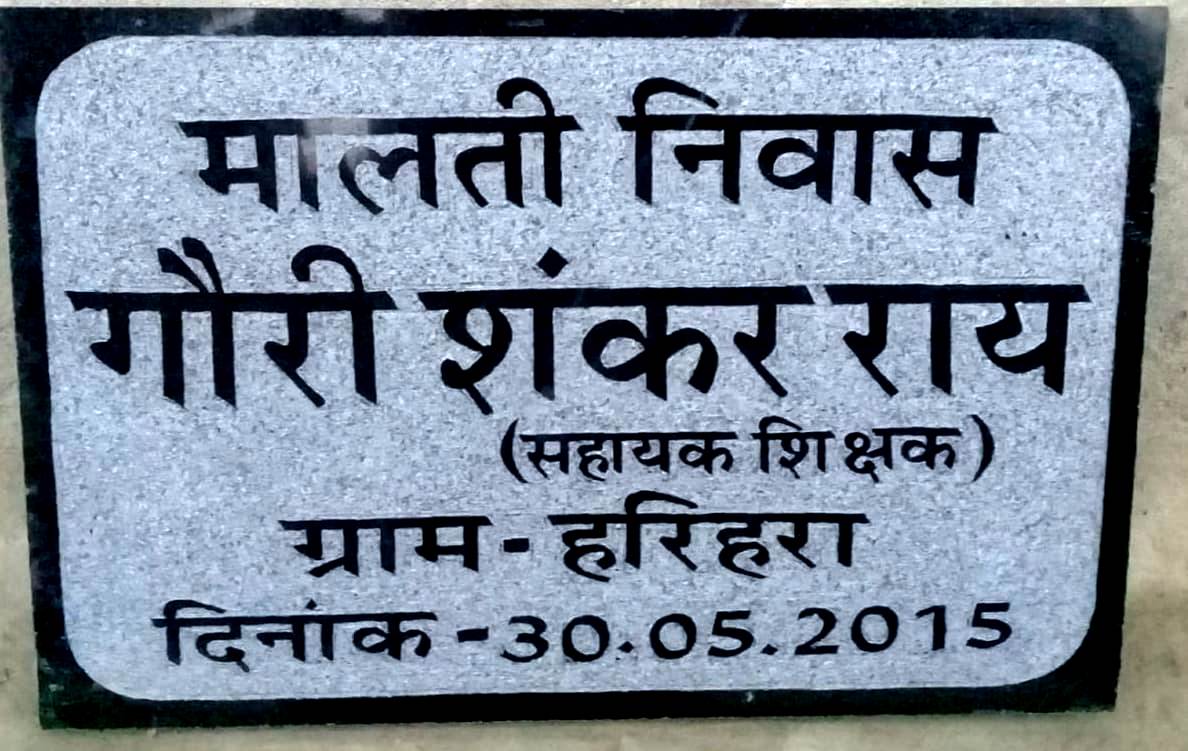 मालती निवास
गौरी शंकर राय
(सहायक शिक्षक)
ग्राम - हरिहरा
दिनांक - 30.05.2015